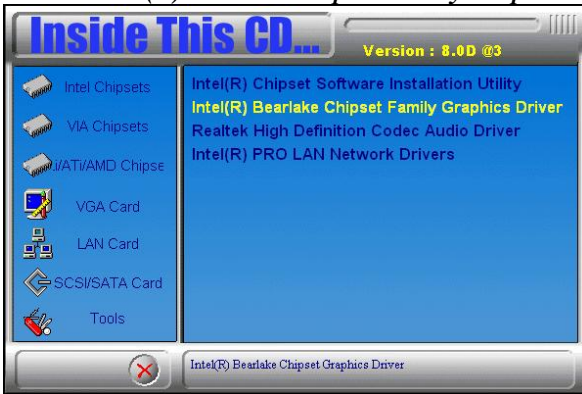 Inside This CD...
Version : 8.0D @3
Intel Chipsets
VIA Chipsets
i/ATi/AMD Chipse
VGA Card
LAN Card
SCSI/SATA Card
Tools
Intel(R) Chipset Software Installation Utility
Intel(R) Bearlake Chipset Family Graphics Driver
Realtek High Definition Codec Audio Driver
Intel(R) PRO LAN Network Drivers
Intel(R) Bearlake Chipset Graphics Driver